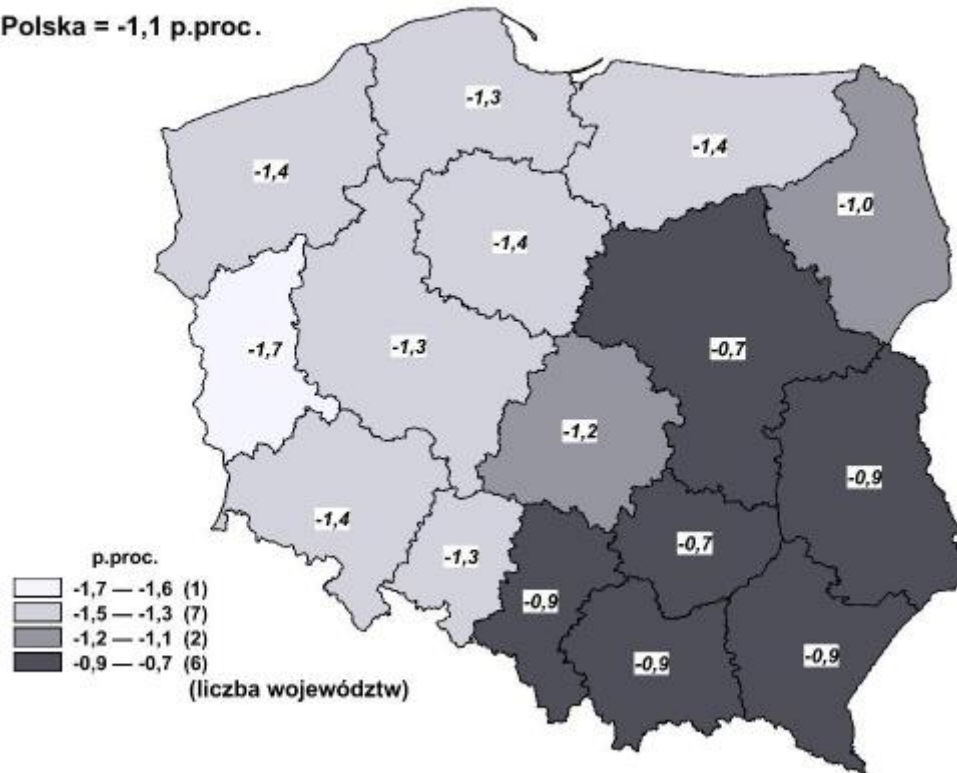 Polska = -1,1 p.proc.
-1,3
-1,4
-1,4
-1,0
-1,4
-1,7
-1,3
-0,7
-1,2
-0,9
-1,4
-0,7
-1,3
-0,9
-0,9
-0,9
p.proc.
-1,7 — -1,6 (1)
-1,5 — -1,3 (7)
-1,2 — -1,1 (2)
-0,9 — -0,7 (6)
(liczba województw)